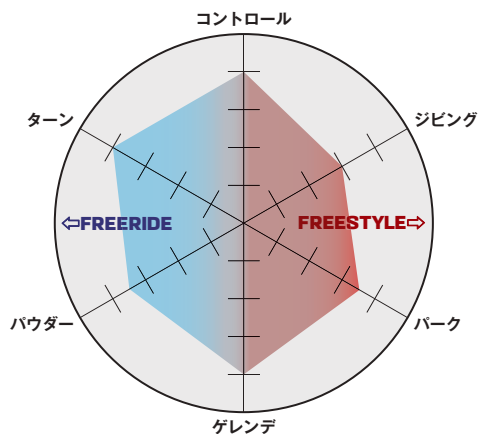 コントロール
ターン
ジビング
⇦FREERIDE
FREESTYLE⇨
パウダー
パーク
ゲレンデ